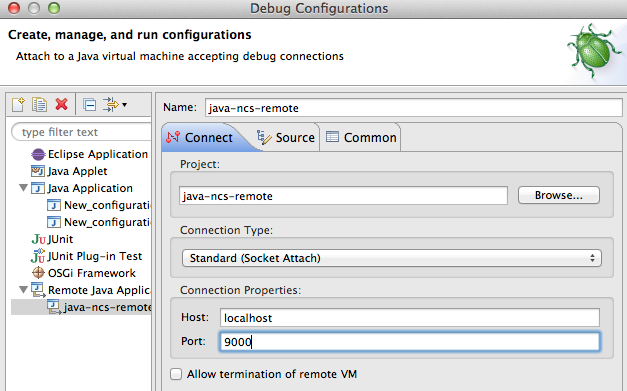 Debug Configurations
Create, manage, and run configurations
Attach to a Java virtual machine accepting debug connections
Name: java-ncs-remote
type filter text
Connect Source Common
Eclipse Application
Java Applet
Java Application
New_configurati
New_configurati
JUnit
JUnit Plug-in Test
OSGi Framework
Remote Java Applic
java-ncs-remote
Project:
java-ncs-remote Browse...
Connection Type:
Standard (Socket Attach)
Connection Properties:
Host: localhost
Port: 9000
Allow termination of remote VM